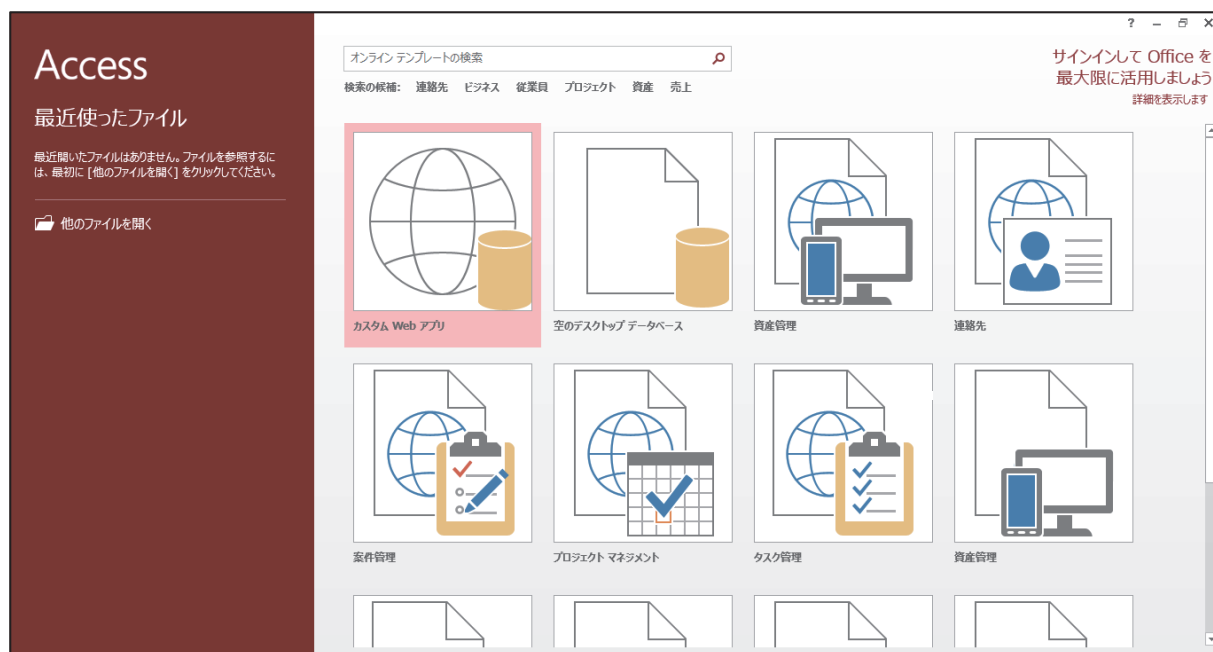 Access
最近使ったファイル
最近開いたファイルはありません。ファイルを参照するに
は、最初に [他のファイルを開く] をクリックしてください。
他のファイルを開く
?
オンライン テンプレートの検索
検索の候補: 連絡先 ビジネス 従業員 プロジェクト 資産 売上
サインインして Office を
最大限に活用しましょう
詳細を表示します
カスタム Web アプリ
空のデスクトップ データベース
資産管理
連絡先
案件管理
プロジェクト マネジメント
タスク管理
資産管理